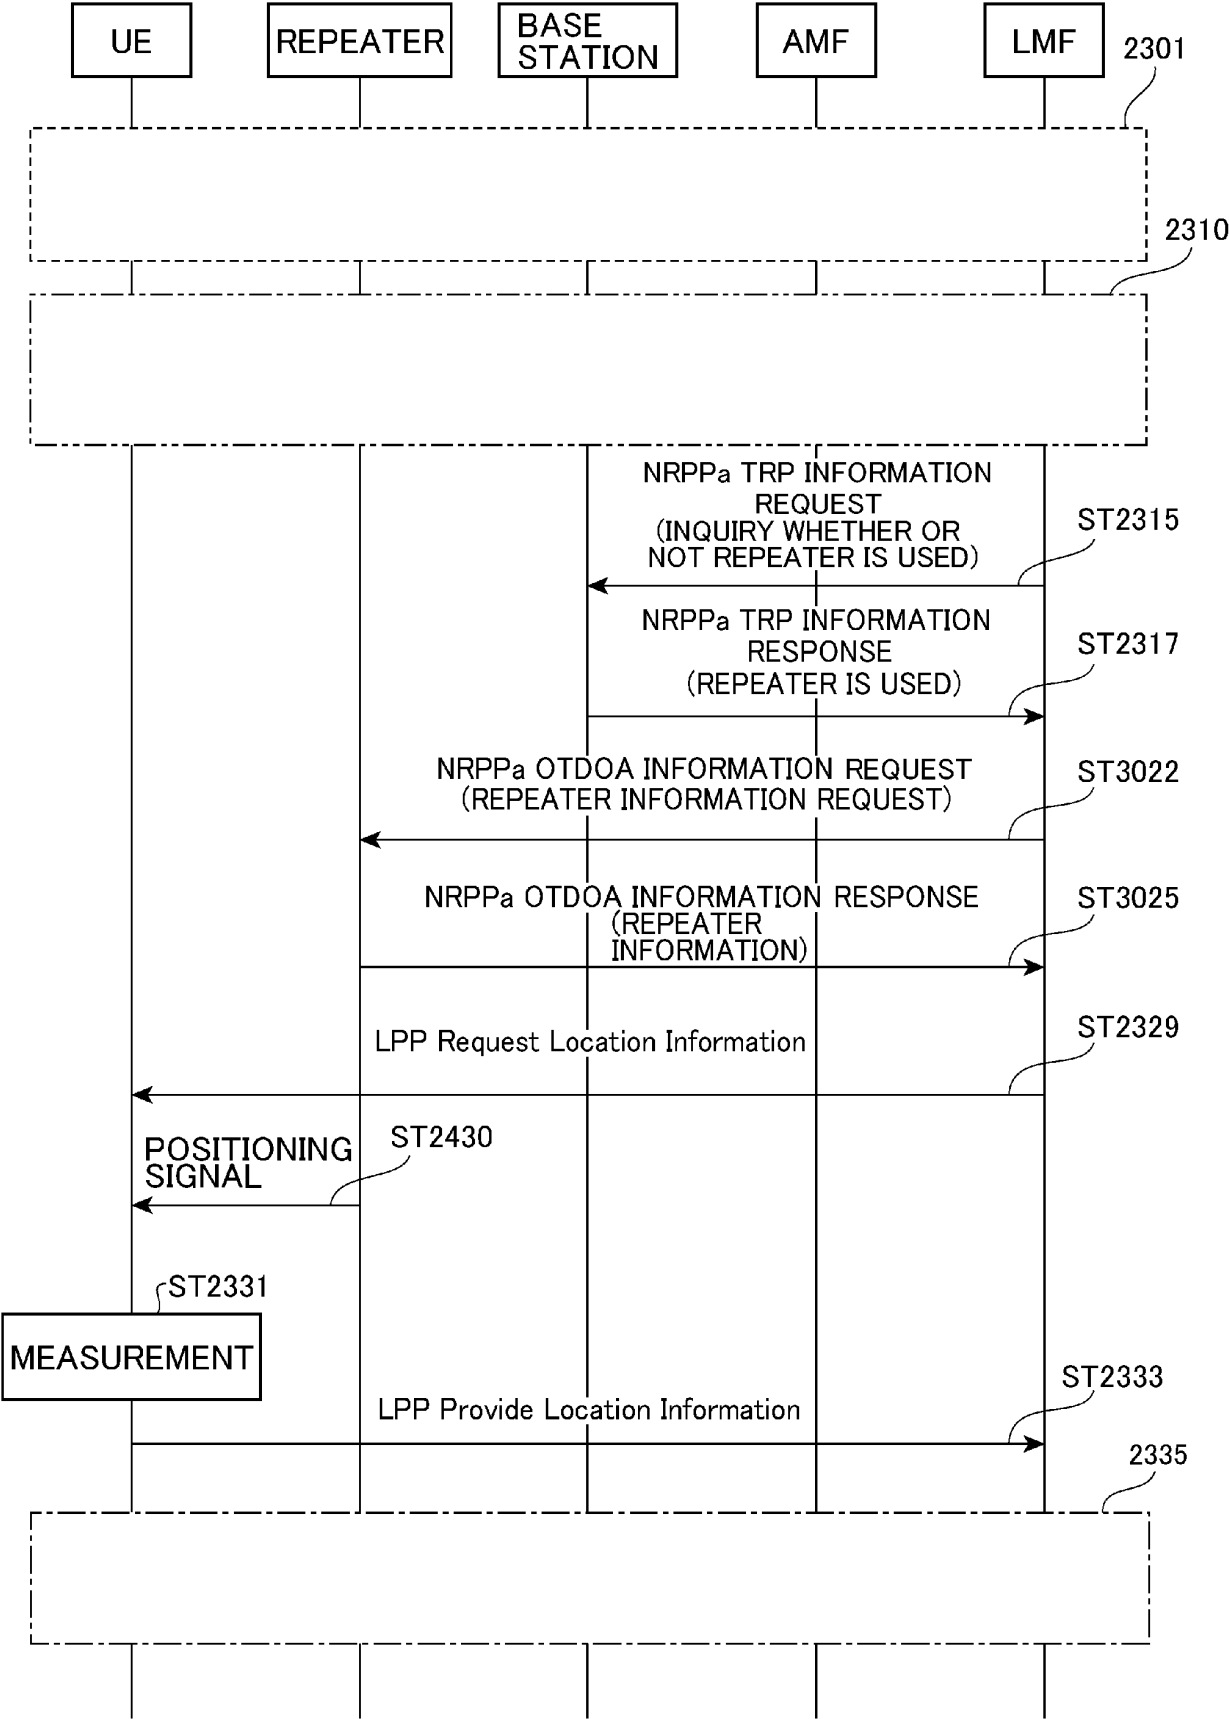 UE
REPEATER
BASE
STATION
AMF
LMF
2301
2310
NRPPa TRP INFORMATION
REQUEST
(INQUIRY WHETHER OR
NOT REPEATER IS USED)
ST2315
NRPPa TRP INFORMATION
RESPONSE
(REPEATER IS USED)
ST2317
NRPPa OTDOA INFORMATION REQUEST
(REPEATER INFORMATION REQUEST)
ST3022
NRPPa OTDOA INFORMATION RESPONSE
(REPEATER
INFORMATION)
ST3025
LPP Request Location Information
ST2329
POSITIONING
SIGNAL
ST2430
ST2331
MEASUREMENT
LPP Provide Location Information
ST2333
2335